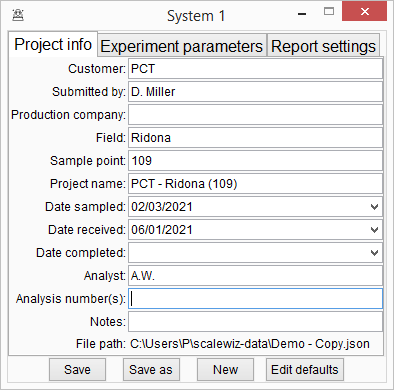 System 1
Project info Experiment parameters Report settings
Customer: PCT
Submitted by: D. Miller
Production company:
Field: Ridona
Sample point: 109
Project name: PCT - Ridona (109)
Date sampled: 02/03/2021
Date received: 06/01/2021
Date completed:
Analyst: A.W.
Analysis number(s):
Notes:
File path: C:\Users\P\scalewiz-data\Demo - Copy.json
Save Save as New Edit defaults